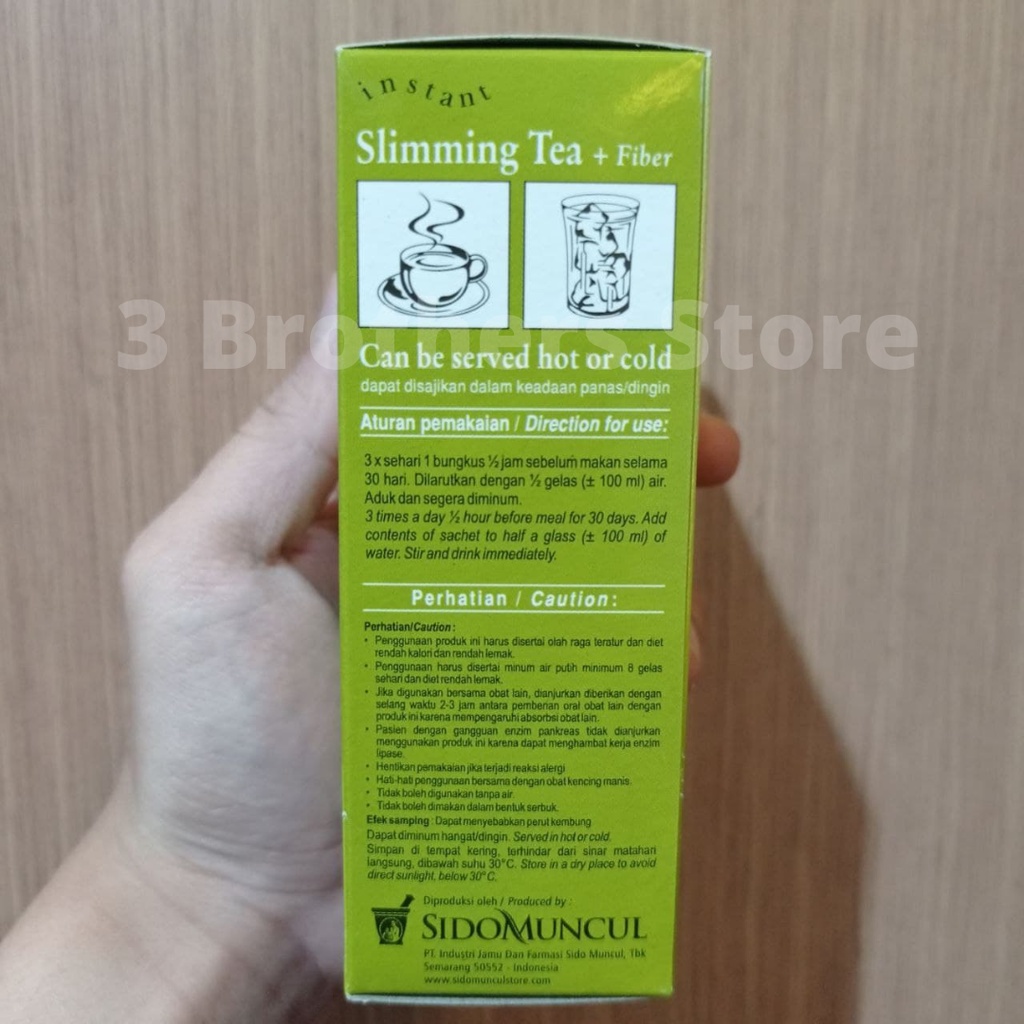 instant
Slimming Tea + Fiber
3 Brothers Store
Can be served hot or cold
dapat disajikan dalam keadaan panas/dingin
Aturan pemakaian / Direction for use:
3 x sehari 1 bungkus ½ jam sebelum makan selama
30 hari. Dilarutkan dengan ½ gelas (± 100 ml) air.
Aduk dan segera diminum.
3 times a day ½ hour before meal for 30 days. Add
contents of sachet to half a glass (± 100 ml) of
water. Stir and drink immediately.
Perhatian / Caution :
Perhatian/Caution :
• Penggunaan produk ini harus disertai olah raga teratur dan diet
rendah kalori dan rendah lemak.
• Penggunaan harus disertai minum air putih minimum 8 gelas
sehari dan diet rendah lemak.
• Jika digunakan bersama obat lain, dianjurkan diberikan dengan
selang waktu 2-3 jam antara pemberian oral obat lain dengan
produk ini karena mempengaruhi absorbsi obat lain.
• Pasien dengan gangguan enzim pankreas tidak dianjurkan
menggunakan produk ini karena dapat menghambat kerja enzim
lipase.
• Hentikan pemakaian jika terjadi reaksi alergi
• Hati-hati penggunaan bersama dengan obat kencing manis.
• Tidak boleh digunakan tanpa air.
• Tidak boleh dimakan dalam bentuk serbuk.
Efek samping : Dapat menyebabkan perut kembung
Dapat diminum hangat/dingin. Served in hot or cold.
Simpan di tempat kering, terhindar dari sinar matahari
langsung, dibawah suhu 30°C. Store in a dry place to avoid
direct sunlight, below 30°C.
Diproduksi oleh / Produced by :
SIDOMUNCUL
PT. Industri Jamu Dan Farmasi Sido Muncul, Tbk
Semarang 50552 - Indonesia
www.sidomunculstore.com